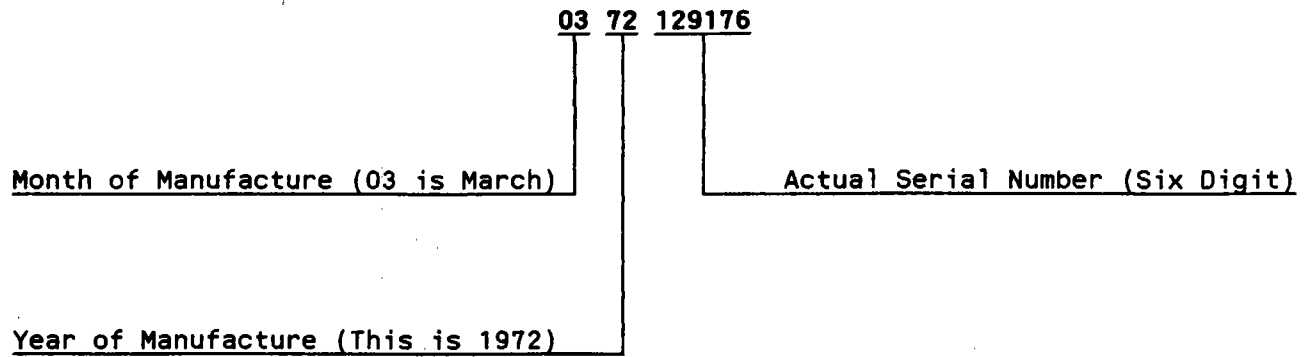 03 72 129176
Month of Manufacture (03 is March)
Actual Serial Number (Six Digit)
Year of Manufacture (This is 1972)